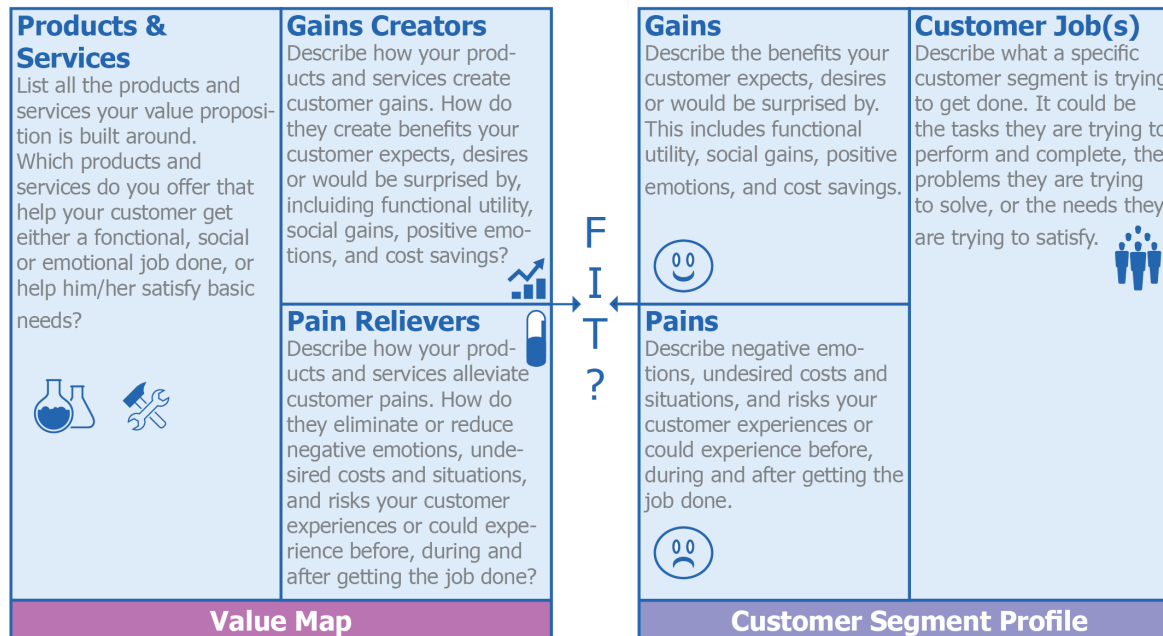 Products &
Services
List all the products and
services your value proposi-
tion is built around.
Which products and
services do you offer that
help your customer get
either a fonctional, social
or emotional job done, or
help him/her satisfy basic
needs?
Gains Creators
Describe how your prod-
ucts and services create
customer gains. How do
they create benefits your
customer expects, desires
or would be surprised by,
incluiding functional utility,
social gains, positive emo-
tions, and cost savings?
Pain Relievers
Describe how your prod-
ucts and services alleviate
customer pains. How do
they eliminate or reduce
negative emotions, unde-
sired costs and situations,
and risks your customer
experiences or could expe-
rience before, during and
after getting the job done?
Value Map
F
I
T
?
Gains
Describe the benefits your
customer expects, desires
or would be surprised by.
This includes functional
utility, social gains, positive
emotions, and cost savings.
Pains
Describe negative emo-
tions, undesired costs and
situations, and risks your
customer experiences or
could experience before,
during and after getting the
job done.
Customer Job(s)
Describe what a specific
customer segment is trying
to get done. It could be
the tasks they are trying to
perform and complete, the
problems they are trying
to solve, or the needs they
are trying to satisfy.
Customer Segment Profile